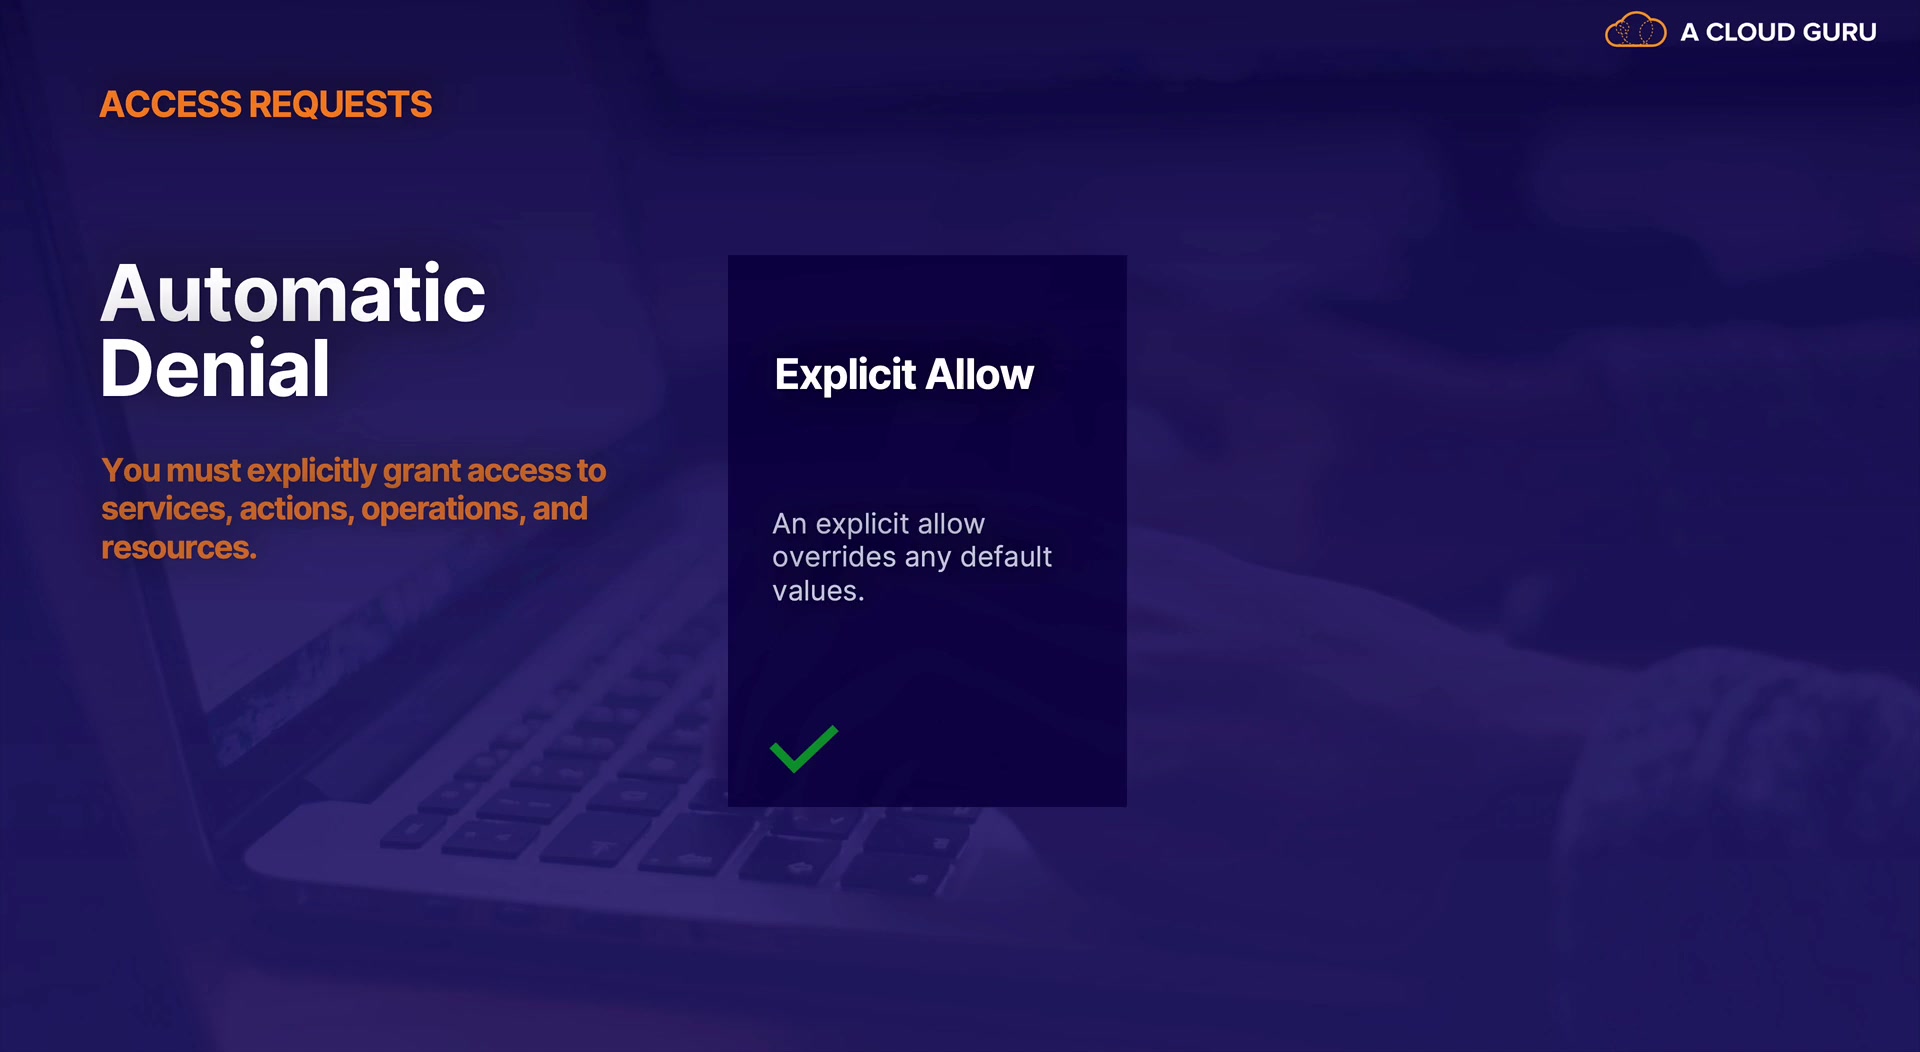 A CLOUD GURU
ACCESS REQUESTS
Automatic
Denial
You must explicitly grant access to
services, actions, operations, and
resources.
Explicit Allow
An explicit allow
overrides any default
values.